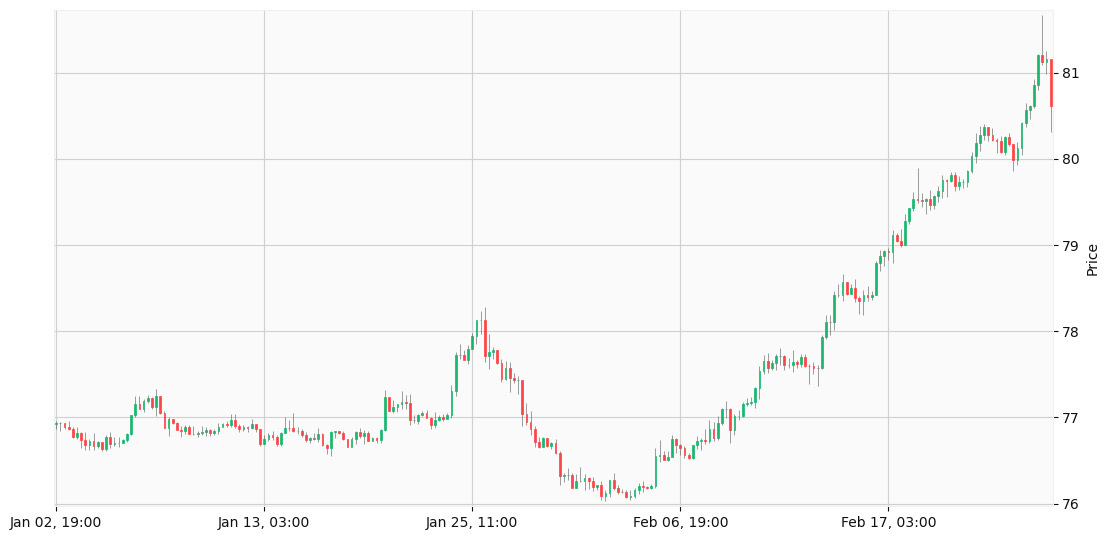 81
80
79
78
77
76
Price
Jan 02, 19:00
Jan 13, 03:00
Jan 25, 11:00
Feb 06, 19:00
Feb 17, 03:00